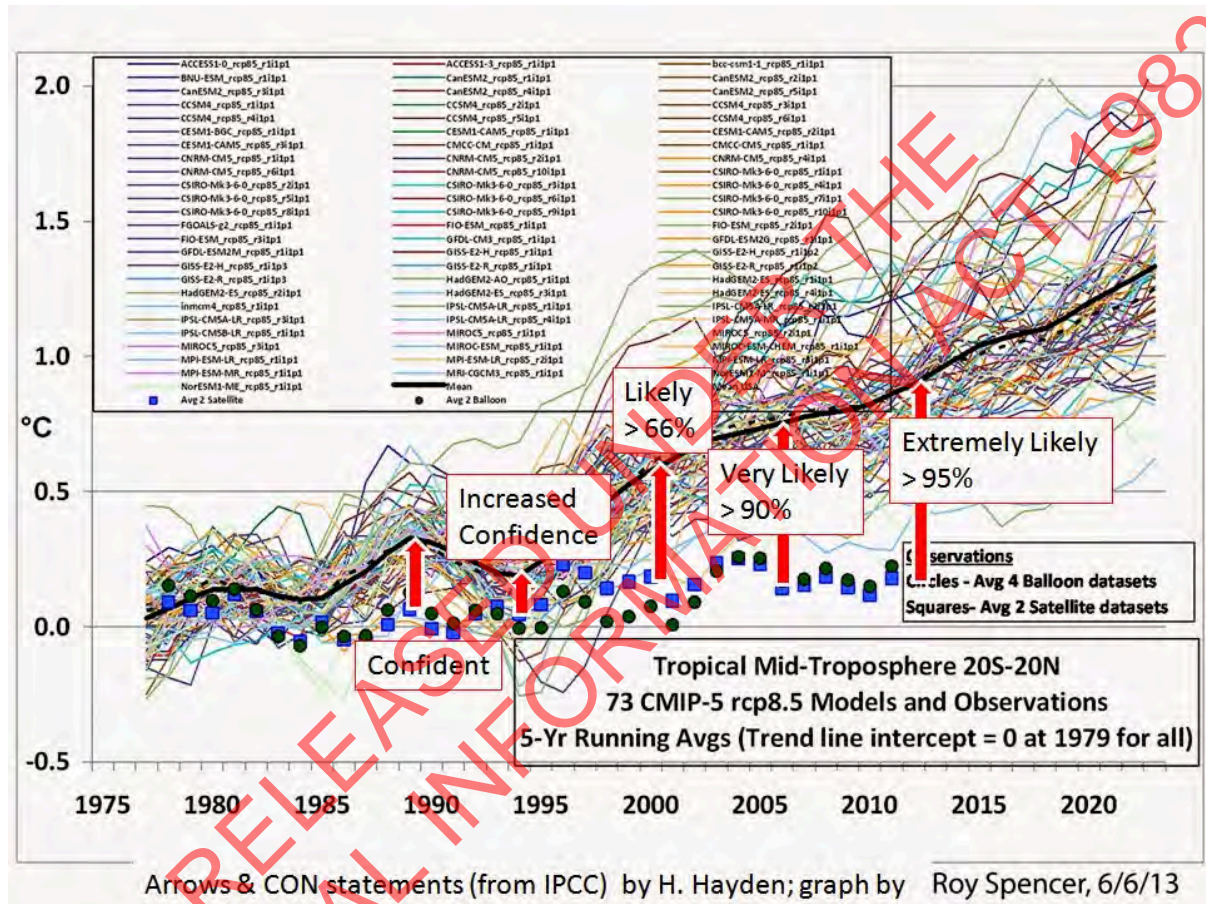 ACCESS1-0_rcp85_r1i1p1 ACCESS1-3_rcp85_r1i1p1 bcc-csm1-1_rcp85_r1i1p1
BNU-ESM_rcp85_r1i1p1 CanESM2_rcp85_r1i1p1 CanESM2_rcp85_r2i1p1
CanESM2_rcp85_r3i1p1 CanESM2_rcp85_r4i1p1 CanESM2_rcp85_r5i1p1
CCSM4_rcp85_r1i1p1 CCSM4_rcp85_r2i1p1 CCSM4_rcp85_r3i1p1
CCSM4_rcp85_r4i1p1 CCSM4_rcp85_r5i1p1 CCSM4_rcp85_r6i1p1
CESM1-BGC_rcp85_r1i1p1 CESM1-CAM5_rcp85_r1i1p1 CESM1-CAM5_rcp85_r2i1p1
CESM1-CAM5_rcp85_r3i1p1 CMCC-CM_rcp85_r1i1p1 CMCC-CMS_rcp85_r1i1p1
CNRM-CM5_rcp85_r1i1p1 CNRM-CM5_rcp85_r2i1p1 CNRM-CM5_rcp85_r4i1p1
CNRM-CM5_rcp85_r6i1p1 CNRM-CM5_rcp85_r10i1p1 CSIRO-Mk3-6-0_rcp85_r1i1p1
CSIRO-Mk3-6-0_rcp85_r2i1p1 CSIRO-Mk3-6-0_rcp85_r3i1p1 CSIRO-Mk3-6-0_rcp85_r4i1p1
CSIRO-Mk3-6-0_rcp85_r5i1p1 CSIRO-Mk3-6-0_rcp85_r6i1p1 CSIRO-Mk3-6-0_rcp85_r7i1p1
CSIRO-Mk3-6-0_rcp85_r8i1p1 CSIRO-Mk3-6-0_rcp85_r9i1p1 CSIRO-Mk3-6-0_rcp85_r10i1p1
FGOALS-g2_rcp85_r1i1p1 FIO-ESM_rcp85_r1i1p1 FIO-ESM_rcp85_r2i1p1
FIO-ESM_rcp85_r3i1p1 GFDL-CM3_rcp85_r1i1p1 GFDL-ESM2G_rcp85_r1i1p1
GFDL-ESM2M_rcp85_r1i1p1 GISS-E2-H_rcp85_r1i1p1 GISS-E2-H_rcp85_r1i1p2
GISS-E2-H_rcp85_r1i1p3 GISS-E2-R_rcp85_r1i1p1 GISS-E2-R_rcp85_r1i1p2
GISS-E2-R_rcp85_r1i1p3 HadGEM2-AO_rcp85_r1i1p1 HadGEM2-ES_rcp85_r1i1p1
HadGEM2-ES_rcp85_r2i1p1 HadGEM2-ES_rcp85_r3i1p1 HadGEM2-ES_rcp85_r4i1p1
inmcm4_rcp85_r1i1p1 IPSL-CM5A-LR_rcp85_r1i1p1
IPSL-CM5A-LR_rcp85_r3i1p1 IPSL-CM5A-LR_rcp85_r4i1p1
IPSL-CM5B-LR_rcp85_r1i1p1 MIROC5_rcp85_r1i1p1 MIROC5_rcp85_r2i1p1
MIROC5_rcp85_r3i1p1 MIROC-ESM_rcp85_r1i1p1 MIROC-ESM-CHEM_rcp85_r1i1p1
MPI-ESM-LR_rcp85_r1i1p1 MPI-ESM-LR_rcp85_r2i1p1 MPI-ESM-LR_rcp85_r3i1p1
MPI-ESM-MR_rcp85_r1i1p1 MRI-CGCM3_rcp85_r1i1p1 NorESM1-M_rcp85_r1i1p1
NorESM1-ME_rcp85_r1i1p1 Mean
Avg 2 Satellite Avg 2 Balloon
2.0
1.5
1.0
°C
0.5
0.0
-0.5
Likely
> 66%
Very Likely
> 90%
Extremely Likely
> 95%
Increased
Confidence
Confident
Observations
Circles - Avg 4 Balloon datasets
Squares- Avg 2 Satellite datasets
Tropical Mid-Troposphere 20S-20N
73 CMIP-5 rcp8.5 Models and Observations
5-Yr Running Avgs (Trend line intercept = 0 at 1979 for all)
1975 1980 1985 1990 1995 2000 2005 2010 2015 2020
Arrows & CON statements (from IPCC) by H. Hayden; graph by Roy Spencer, 6/6/13
RELEASED UNDER THE
INFORMATION ACT 1982